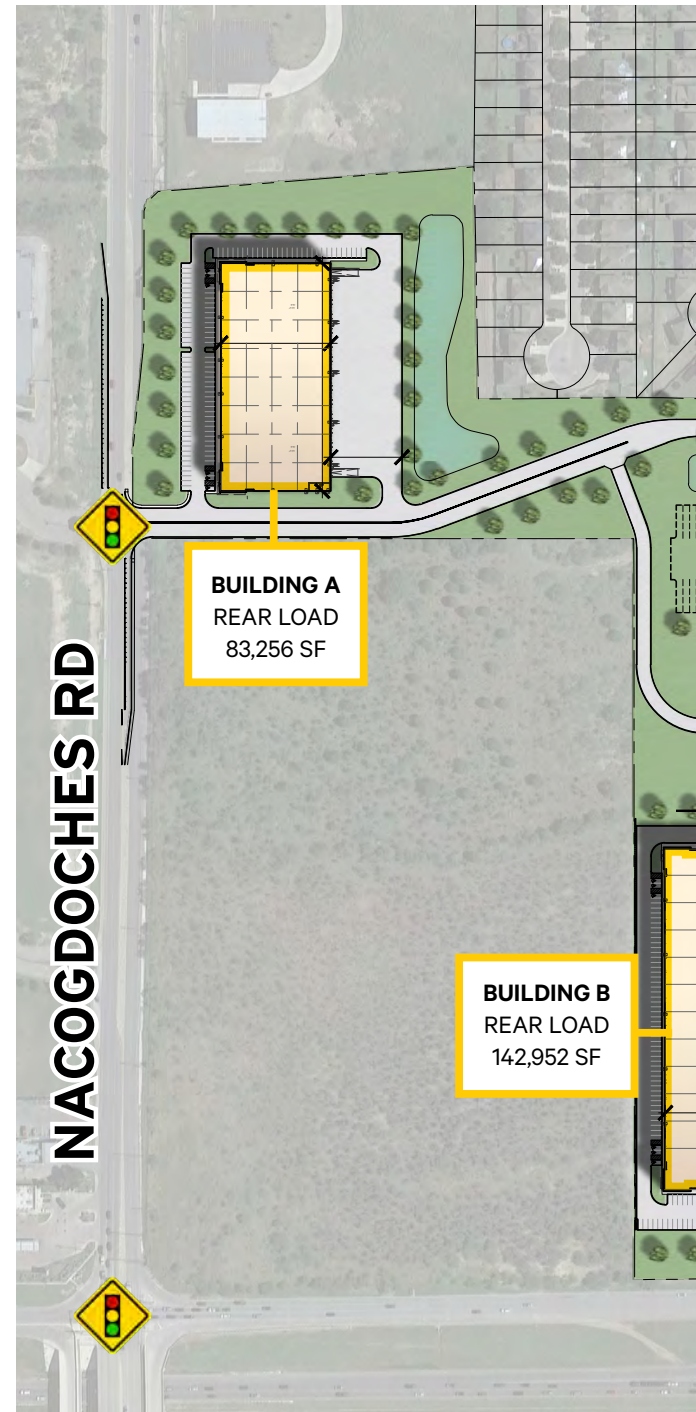 BUILDING A
REAR LOAD
83,256 SF
NACOGDOCHES RD
BUILDING B
REAR LOAD
142,952 SF